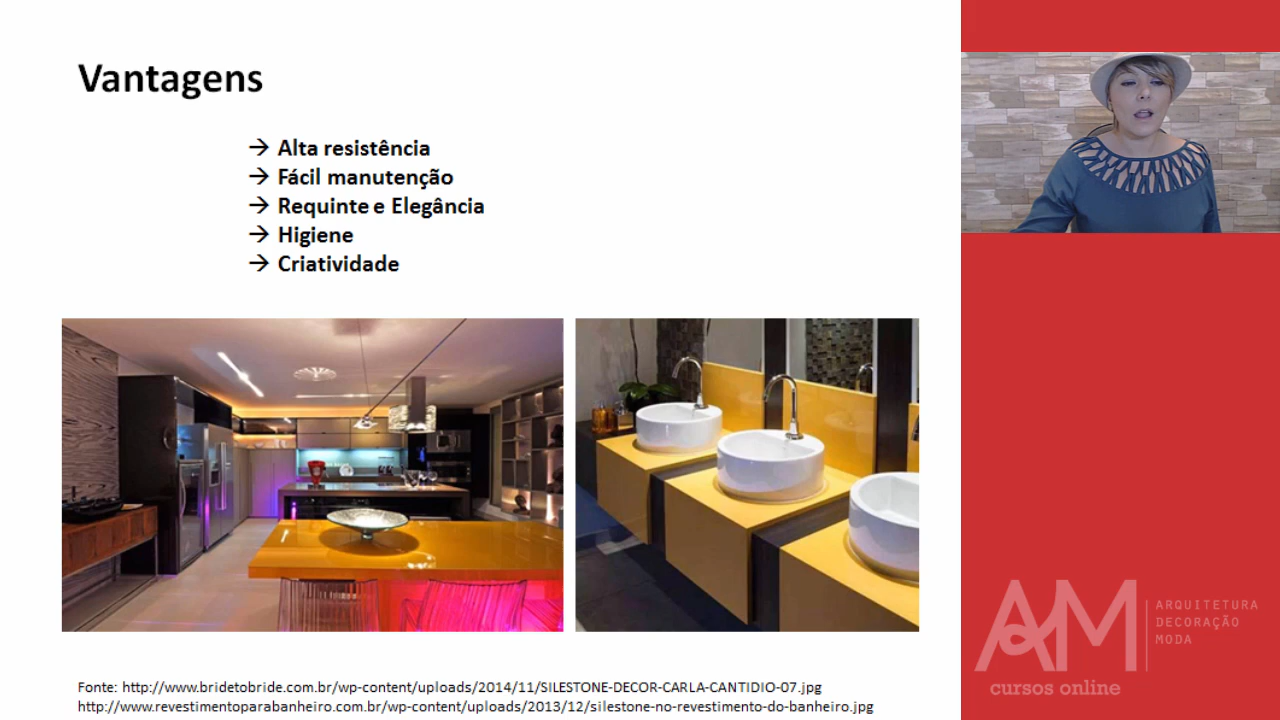 Vantagens
→ Alta resistência
→ Fácil manutenção
→ Requinte e Elegância
→ Higiene
→ Criatividade
Fonte: http://www.bridetobride.com.br/wp-content/uploads/2014/11/SILESTONE-DECOR-CARLA-CANTIDIO-07.jpg
http://www.revestimentoparabanheiro.com.br/wp-content/uploads/2013/12/silestone-no-revestimento-do-banheiro.jpg
AM
ARQUITETURA
DECORAÇÃO
MODA
cursos online